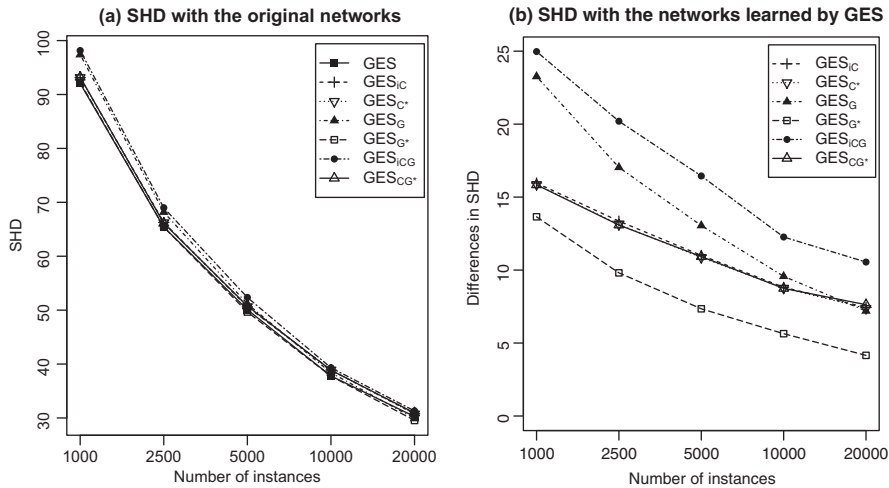 (a) SHD with the original networks
SHD
100
90
80
70
60
50
40
30
1000 2500 5000 10000 20000
Number of instances
GES
GESiC
GESC*
GESG
GESG*
GESiCG
GESCG*
(b) SHD with the networks learned by GES
Differences in SHD
25
20
15
10
5
0
1000 2500 5000 10000 20000
Number of instances
GESiC
GESC*
GESG
GESG*
GESiCG
GESCG*